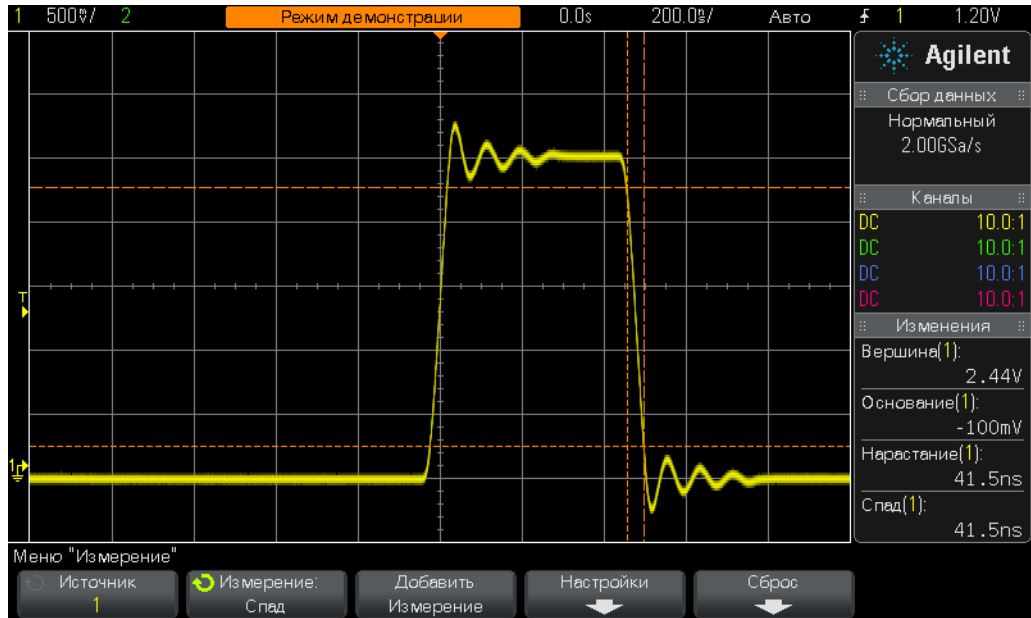 1 500mV/ 2 Режим демонстрации 0.0s 200.0ns/ Авто 1 1.20V
Agilent
Сбор данных
Нормальный
2.00GSa/s
Каналы
DC 10.0:1
DC 10.0:1
DC 10.0:1
DC 10.0:1
Изменения
Вершина(1):
2.44V
Основание(1):
-100mV
Нарастание(1):
41.5ns
Спад(1):
41.5ns
T
1
Меню "Измерение"
Источник
1
Измерение:
Спад
Добавить
Измерение
Настройки
Сброс